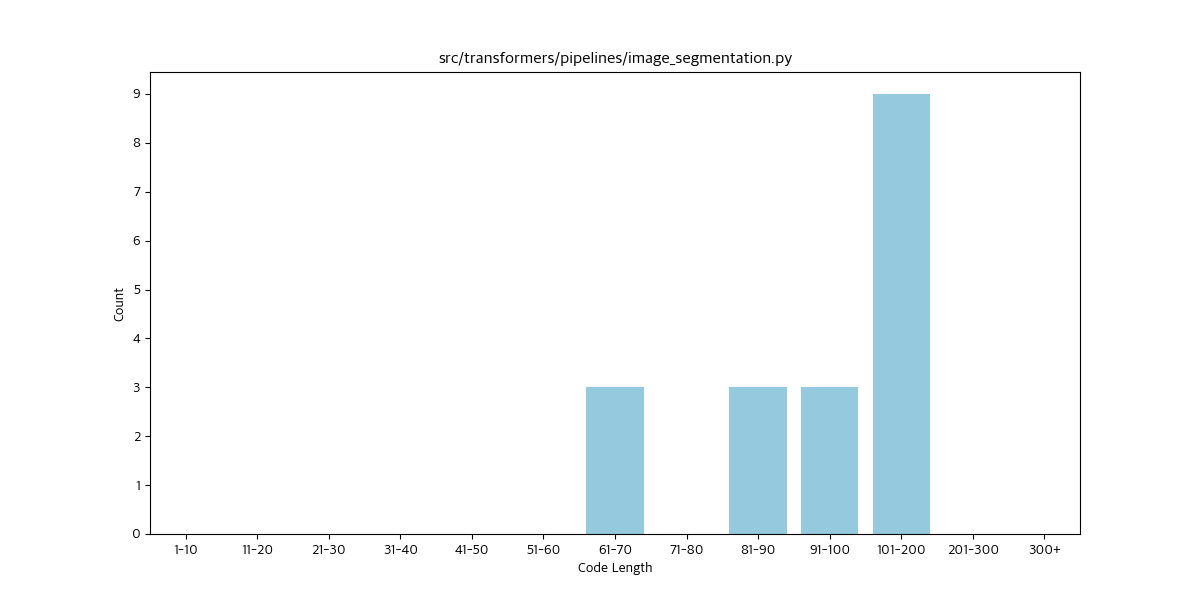 src/transformers/pipelines/image_segmentation.py
9
8
7
6
5
4
3
2
1
0
Count
1-10 11-20 21-30 31-40 41-50 51-60 61-70 71-80 81-90 91-100 101-200 201-300 300+
Code Length